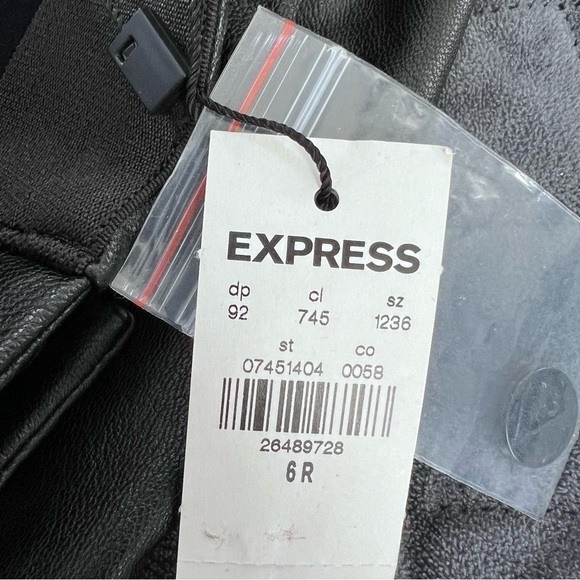 EXPRESS
dp cl sz
92 745 1236
st co
07451404 0058
26489728
6R